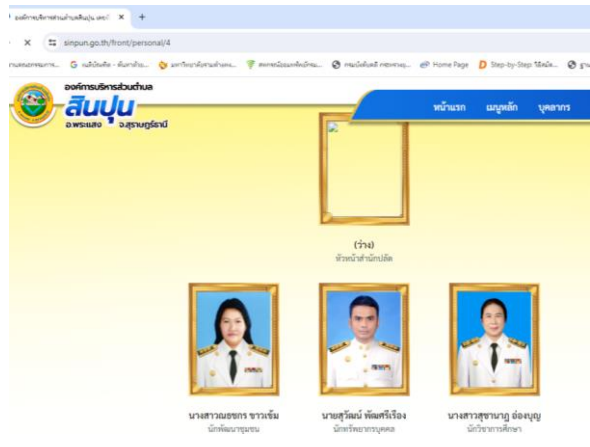 องค์การบริหารส่วนตำบลสินปุน เขต
sinpun.go.th/front/personal/4
Home Page
Step-by-Step
องค์การบริหารส่วนตำบล
สินปุน
อ.พระแสง จ.สุราษฎร์ธานี
หน้าแรก เมนูหลัก บุคลากร
(ว่าง)
หัวหน้าสำนักปลัด
นางสาวณชชกร ขาวเข้ม นายสุวัฒน์ พัฒศรีเรือง นางสาวสุชานาฏ อ่องบุญ
นักพัฒนาชุมชน นักทรัพยากรบุคคล นักวิชาการศึกษา